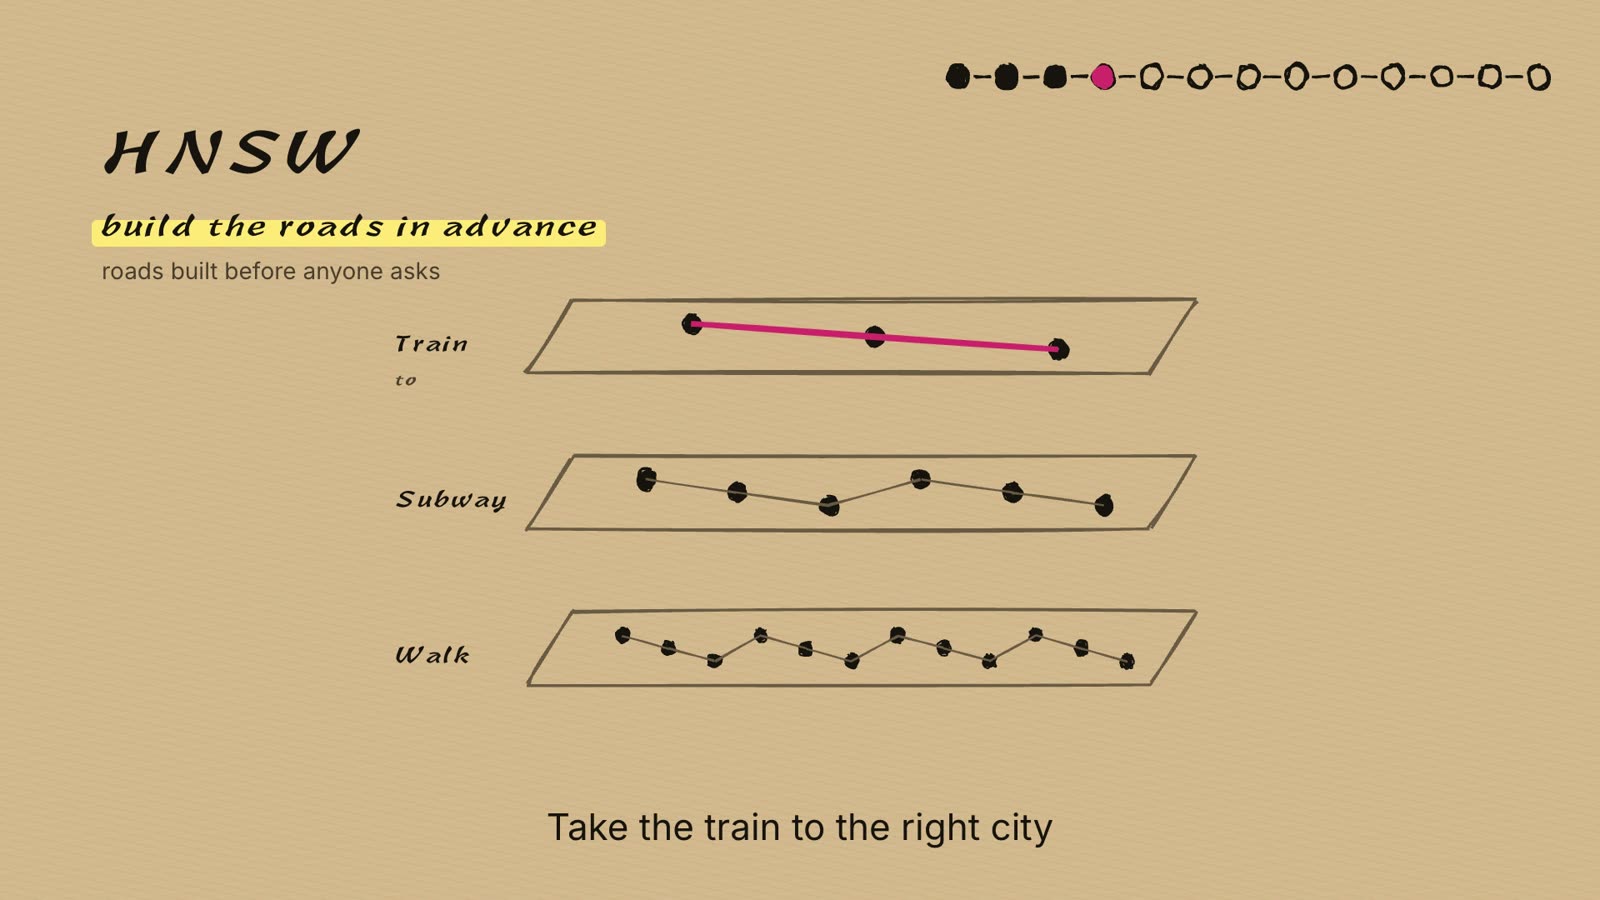 HNSW
build the roads in advance
roads built before anyone asks
Train
to
Subway
Walk
Take the train to the right city